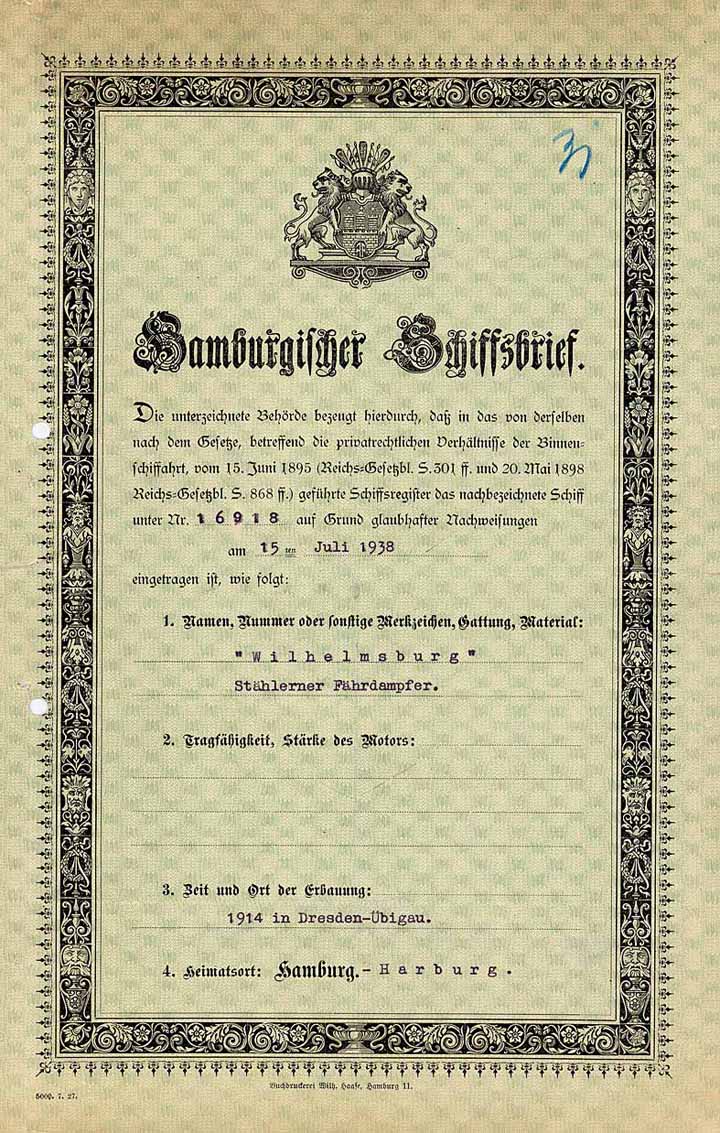 Hamburgischer Schiffsbrief.
Die unterzeichnete Behörde bezeugt hierdurch, daß in das von derselben
nach dem Gesetze, betreffend die privatrechtlichen Verhältnisse der Binnen-
schiffahrt, vom 15. Juni 1895 (Reichs-Gesetzbl. S. 301 ff. und 20. Mai 1898
Reichs-Gesetzbl. S. 868 ff.) geführte Schiffsregister das nachbezeichnete Schiff
unter Nr. 16918 auf Grund glaubhafter Nachweisungen
am 15ten Juli 1938
eingetragen ist, wie folgt:
1. Namen, Nummer oder sonstige Merkzeichen, Gattung, Material:
"Wilhelmsburg"
Stählerner Fährdampfer.
2. Tragfähigkeit, Stärke des Motors:
3. Zeit und Ort der Erbauung:
1914 in Dresden-Übigau.
4. Heimatsort: Hamburg.-Harburg.
Buchdruckerei Wilh. Haase, Hamburg 11.
5000. 7. 27.